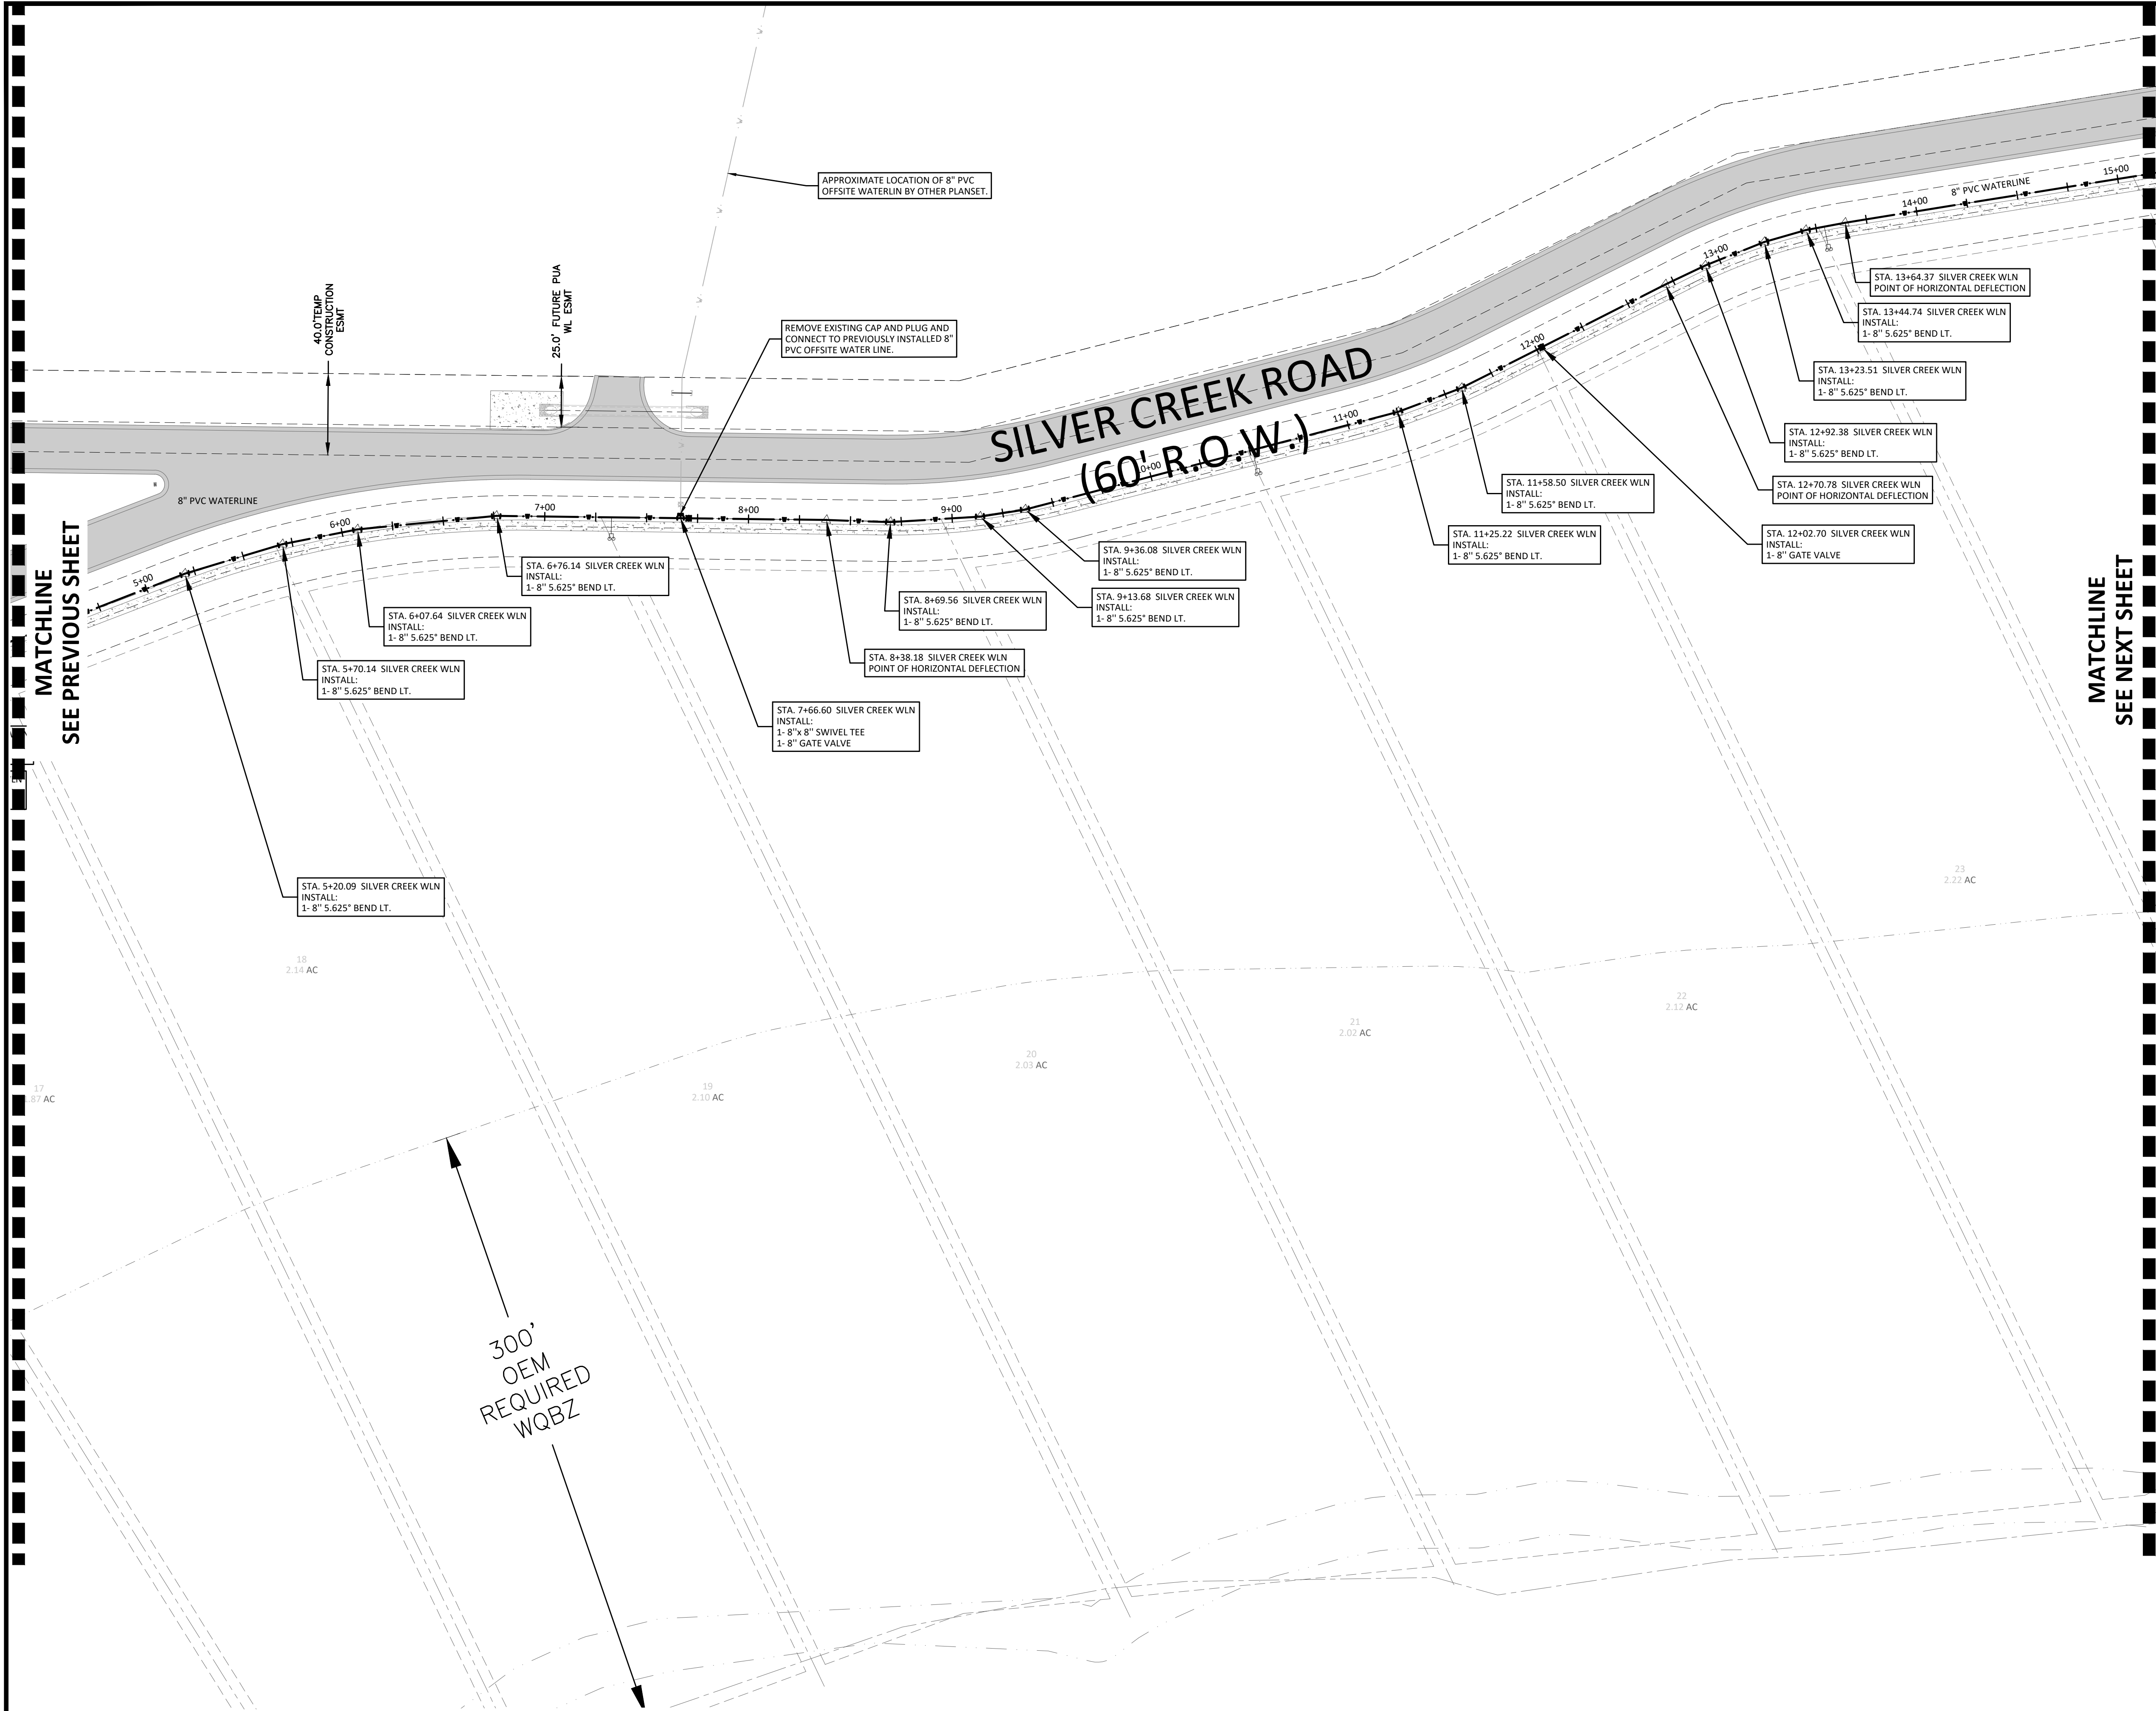 APPROXIMATE LOCATION OF 8" PVC
OFFSITE WATERLIN BY OTHER PLANSET.
40.0'TEMP
CONSTRUCTION
ESMT
25.0' FUTURE PUA
WL ESMT
REMOVE EXISTING CAP AND PLUG AND
CONNECT TO PREVIOUSLY INSTALLED 8"
PVC OFFSITE WATER LINE.
SILVER CREEK ROAD
(60' R.O.W.)
8" PVC WATERLINE
8" PVC WATERLINE
5+00
6+00
7+00
8+00
9+00
0+00
11+00
12+00
13+00
14+00
15+00
STA. 13+64.37 SILVER CREEK WLN
POINT OF HORIZONTAL DEFLECTION
STA. 13+44.74 SILVER CREEK WLN
INSTALL:
1- 8" 5.625° BEND LT.
STA. 13+23.51 SILVER CREEK WLN
INSTALL:
1- 8" 5.625° BEND LT.
STA. 12+92.38 SILVER CREEK WLN
INSTALL:
1- 8" 5.625° BEND LT.
STA. 12+70.78 SILVER CREEK WLN
POINT OF HORIZONTAL DEFLECTION
STA. 12+02.70 SILVER CREEK WLN
INSTALL:
1- 8" GATE VALVE
STA. 11+58.50 SILVER CREEK WLN
INSTALL:
1- 8" 5.625° BEND LT.
STA. 11+25.22 SILVER CREEK WLN
INSTALL:
1- 8" 5.625° BEND LT.
STA. 9+36.08 SILVER CREEK WLN
INSTALL:
1- 8" 5.625° BEND LT.
STA. 9+13.68 SILVER CREEK WLN
INSTALL:
1- 8" 5.625° BEND LT.
STA. 8+69.56 SILVER CREEK WLN
INSTALL:
1- 8" 5.625° BEND LT.
STA. 8+38.18 SILVER CREEK WLN
POINT OF HORIZONTAL DEFLECTION
STA. 7+66.60 SILVER CREEK WLN
INSTALL:
1- 8"x 8" SWIVEL TEE
1- 8" GATE VALVE
STA. 6+76.14 SILVER CREEK WLN
INSTALL:
1- 8" 5.625° BEND LT.
STA. 6+07.64 SILVER CREEK WLN
INSTALL:
1- 8" 5.625° BEND LT.
STA. 5+70.14 SILVER CREEK WLN
INSTALL:
1- 8" 5.625° BEND LT.
STA. 5+20.09 SILVER CREEK WLN
INSTALL:
1- 8" 5.625° BEND LT.
MATCHLINE
SEE PREVIOUS SHEET
MATCHLINE
SEE NEXT SHEET
17
.87 AC
18
2.14 AC
19
2.10 AC
20
2.03 AC
21
2.02 AC
22
2.12 AC
23
2.22 AC
300'
OEM
REQUIRED
WQBZ